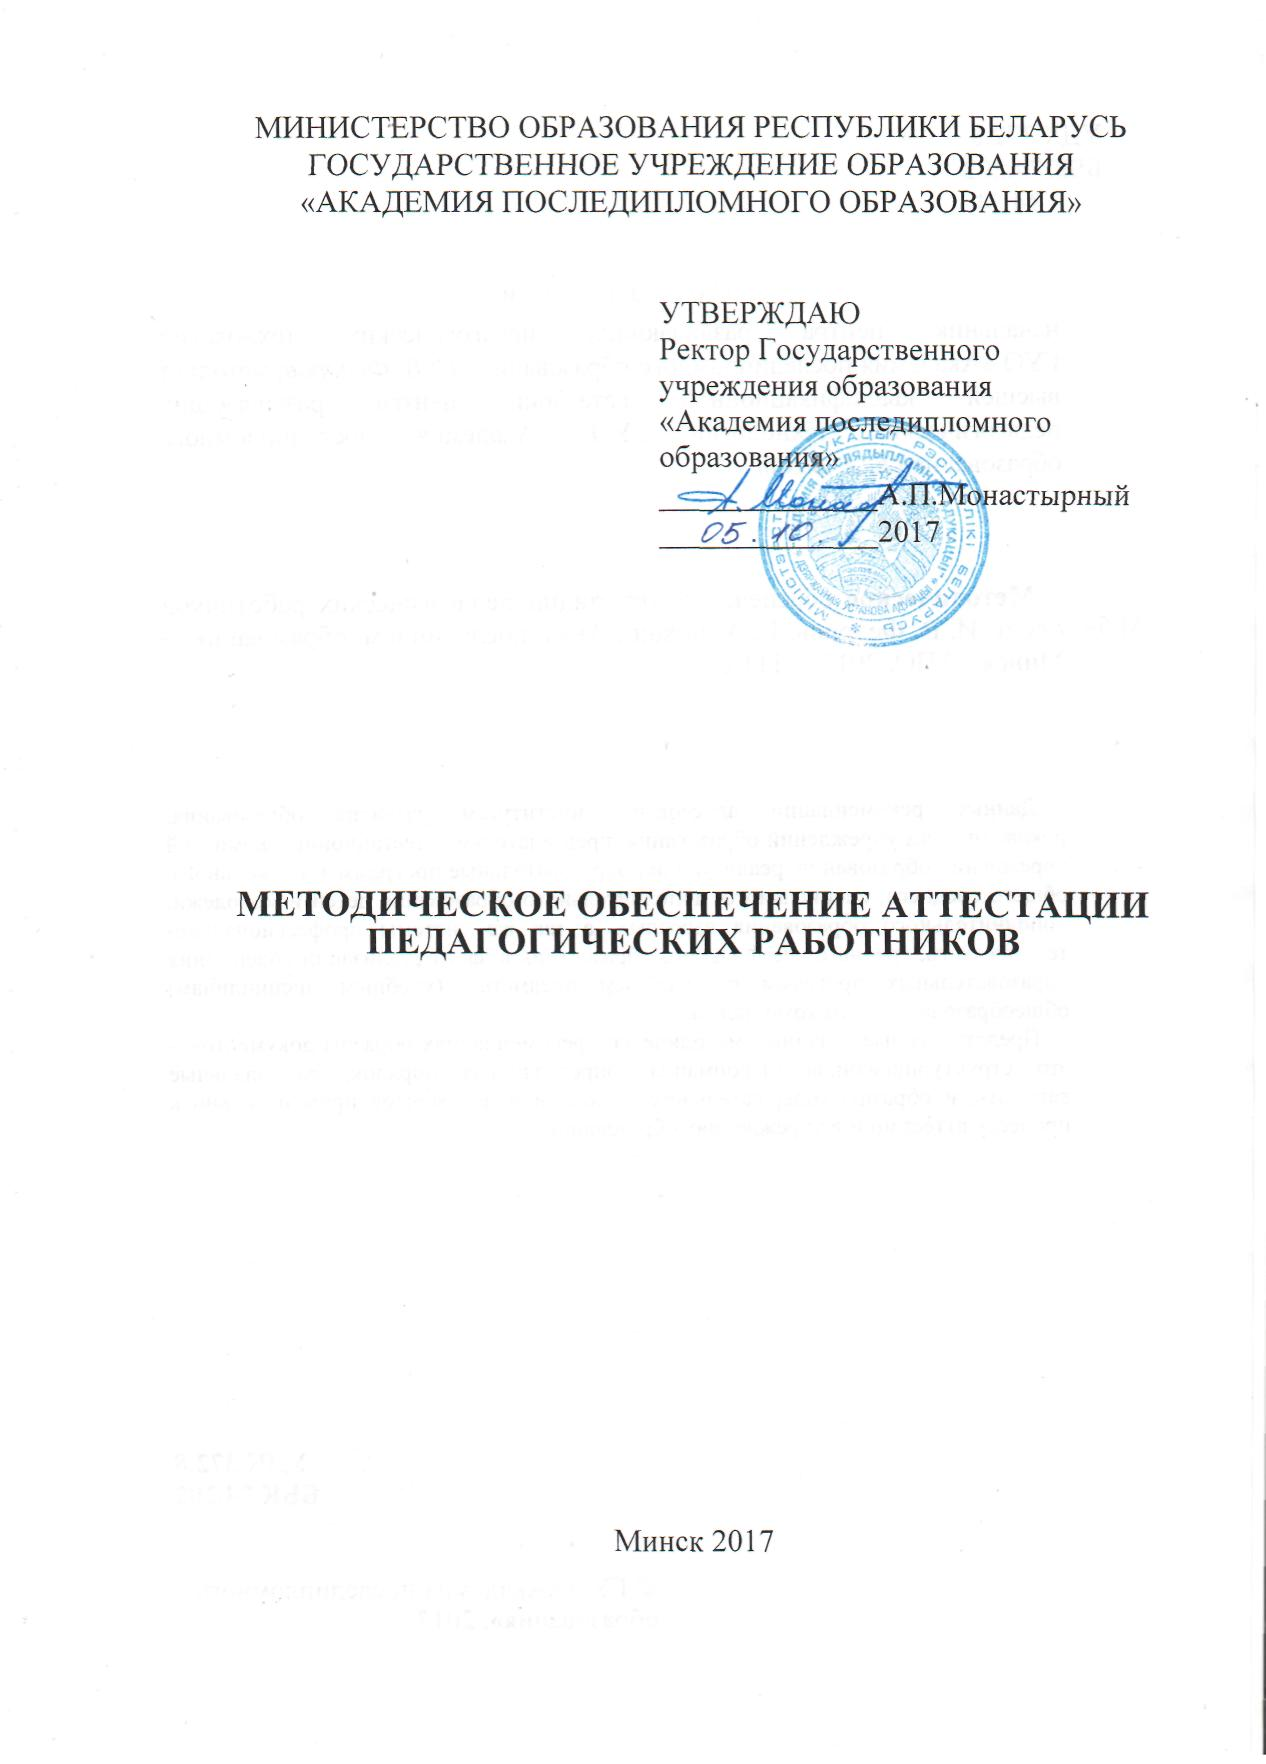 МИНИСТЕРСТВО ОБРАЗОВАНИЯ РЕСПУБЛИКИ БЕЛАРУСЬ
ГОСУДАРСТВЕННОЕ УЧРЕЖДЕНИЕ ОБРАЗОВАНИЯ
«АКАДЕМИЯ ПОСЛЕДИПЛОМНОГО ОБРАЗОВАНИЯ»
УТВЕРЖДАЮ
Ректор Государственного
учреждения образования
«Академия последипломного
образования»
А.П.Монастырный
05.10. 2017
МЕТОДИЧЕСКОЕ ОБЕСПЕЧЕНИЕ АТТЕСТАЦИИ
ПЕДАГОГИЧЕСКИХ РАБОТНИКОВ
Минск 2017